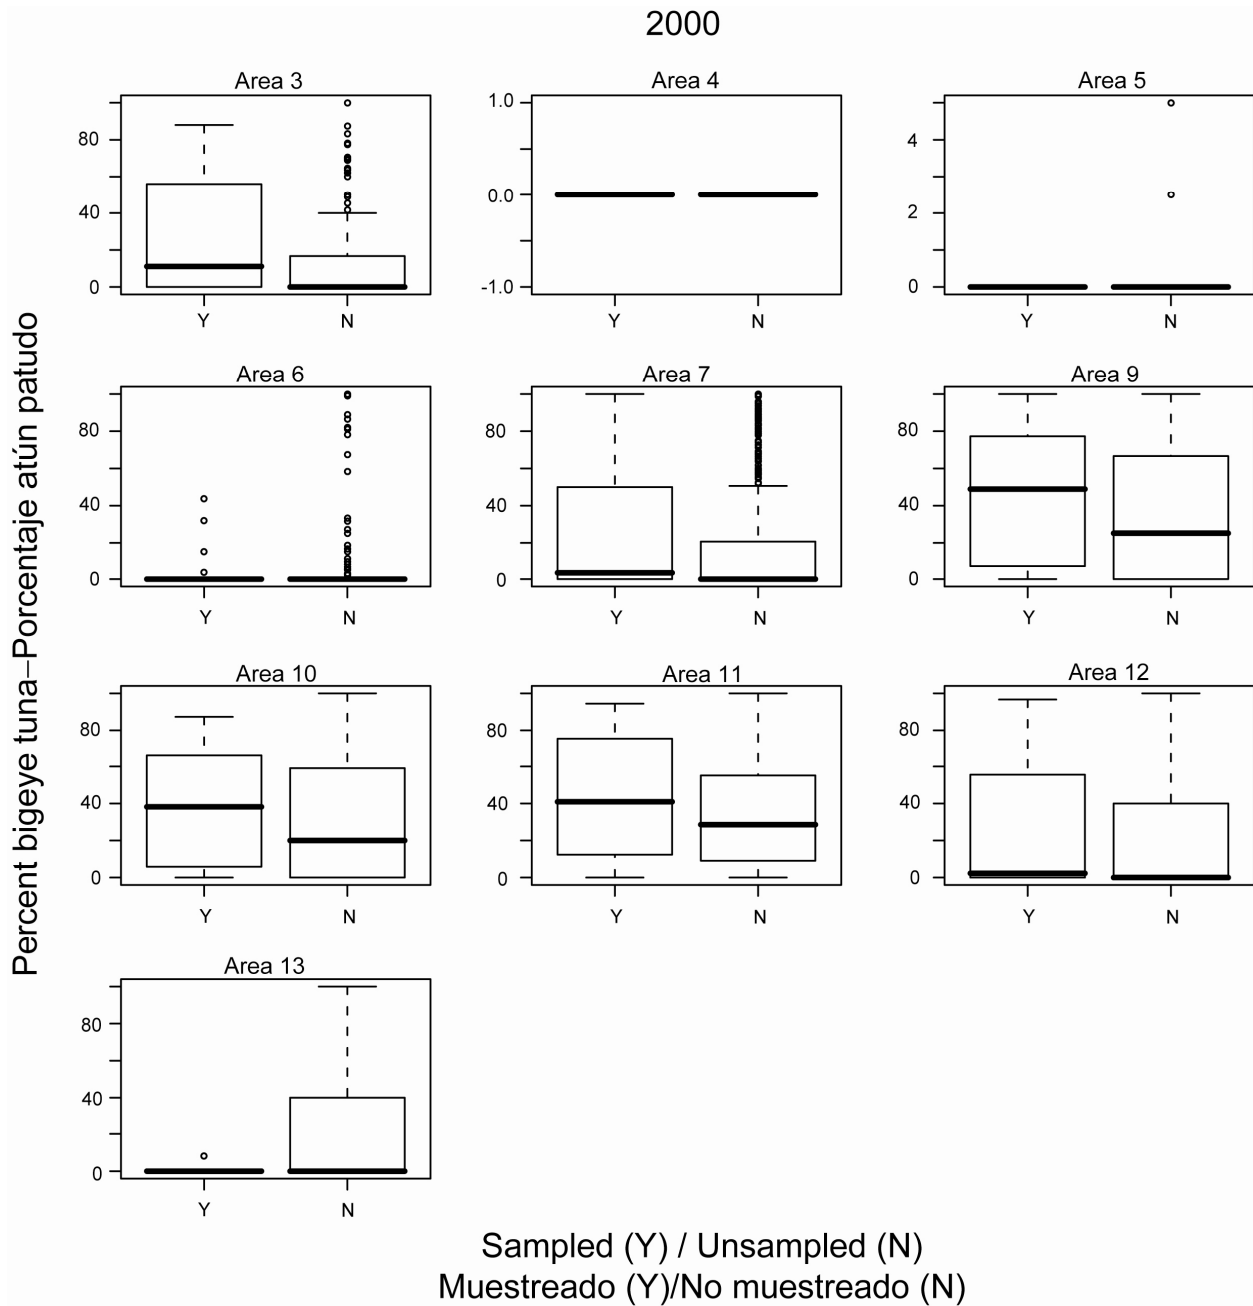 2000
Percent bigeye tuna–Porcentaje atún patudo
Area 3
80
40
0
Y N
Area 4
1.0
0.0
-1.0
Y N
Area 5
4
2
0
Y N
Area 6
80
40
0
Y N
Area 7
80
40
0
Y N
Area 9
80
40
0
Y N
Area 10
80
40
0
Y N
Area 11
80
40
0
Y N
Area 12
80
40
0
Y N
Area 13
80
40
0
Y N
Sampled (Y) / Unsampled (N)
Muestreado (Y)/No muestreado (N)